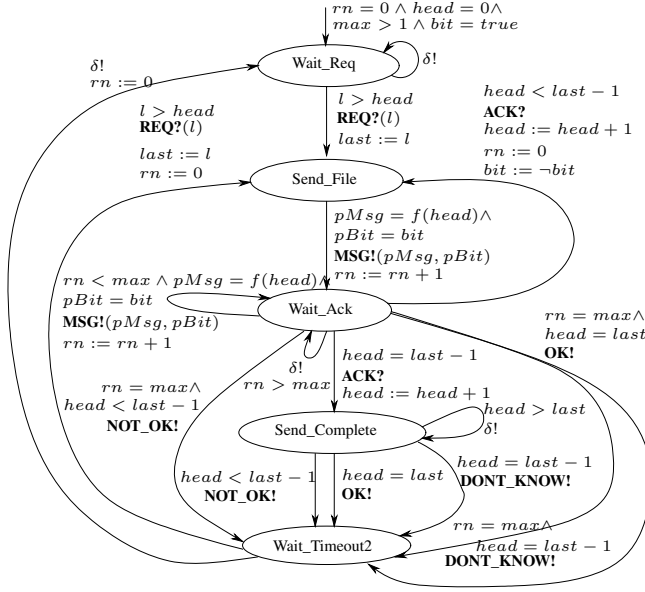 rn = 0 ∧ head = 0∧
max > 1 ∧ bit = true
Wait_Req
δ!
δ!
rn := 0
l > head
REQ?(l)
last := l
rn := 0
l > head
REQ?(l)
last := l
head < last − 1
ACK?
head := head + 1
rn := 0
bit := ¬bit
Send_File
pMsg = f(head)∧
pBit = bit
MSG!(pMsg, pBit)
rn := rn + 1
rn < max ∧ pMsg = f(head)∧
pBit = bit
MSG!(pMsg, pBit)
rn := rn + 1
Wait_Ack
δ!
rn > max
head = last − 1
ACK?
head := head + 1
rn = max∧
head = last
OK!
rn = max∧
head < last − 1
NOT_OK!
Send_Complete
head > last
δ!
head < last − 1
NOT_OK!
head = last
OK!
head = last − 1
DONT_KNOW!
rn = max∧
head = last − 1
DONT_KNOW!
Wait_Timeout2